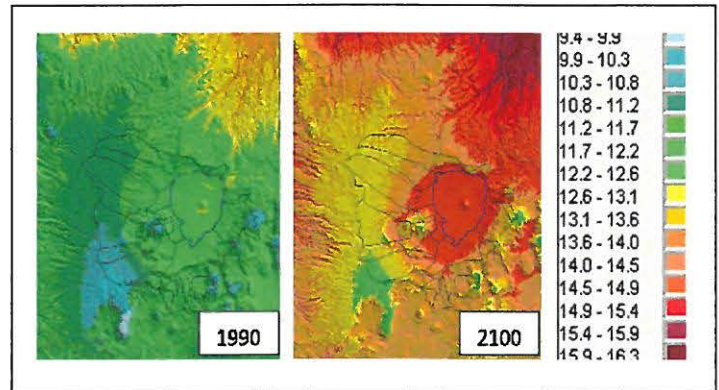 1990
2100
9.4 - 9.9
9.9 - 10.3
10.3 - 10.8
10.8 - 11.2
11.2 - 11.7
11.7 - 12.2
12.2 - 12.6
12.6 - 13.1
13.1 - 13.6
13.6 - 14.0
14.0 - 14.5
14.5 - 14.9
14.9 - 15.4
15.4 - 15.9
15.9 - 16.3